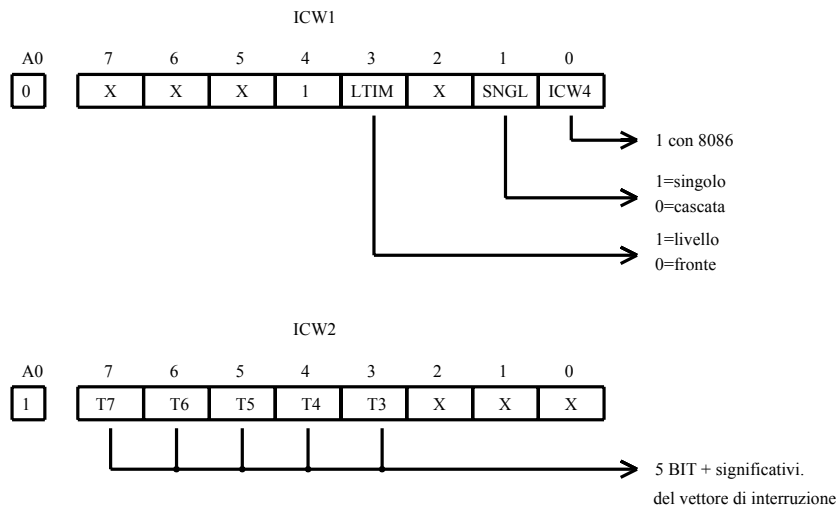 ICW1
A0 7 6 5 4 3 2 1 0
0 X X X 1 LTIM X SNGL ICW4
1 con 8086
1=singolo
0=cascata
1=livello
0=fronte
ICW2
A0 7 6 5 4 3 2 1 0
1 T7 T6 T5 T4 T3 X X X
5 BIT + significativi.
del vettore di interruzione